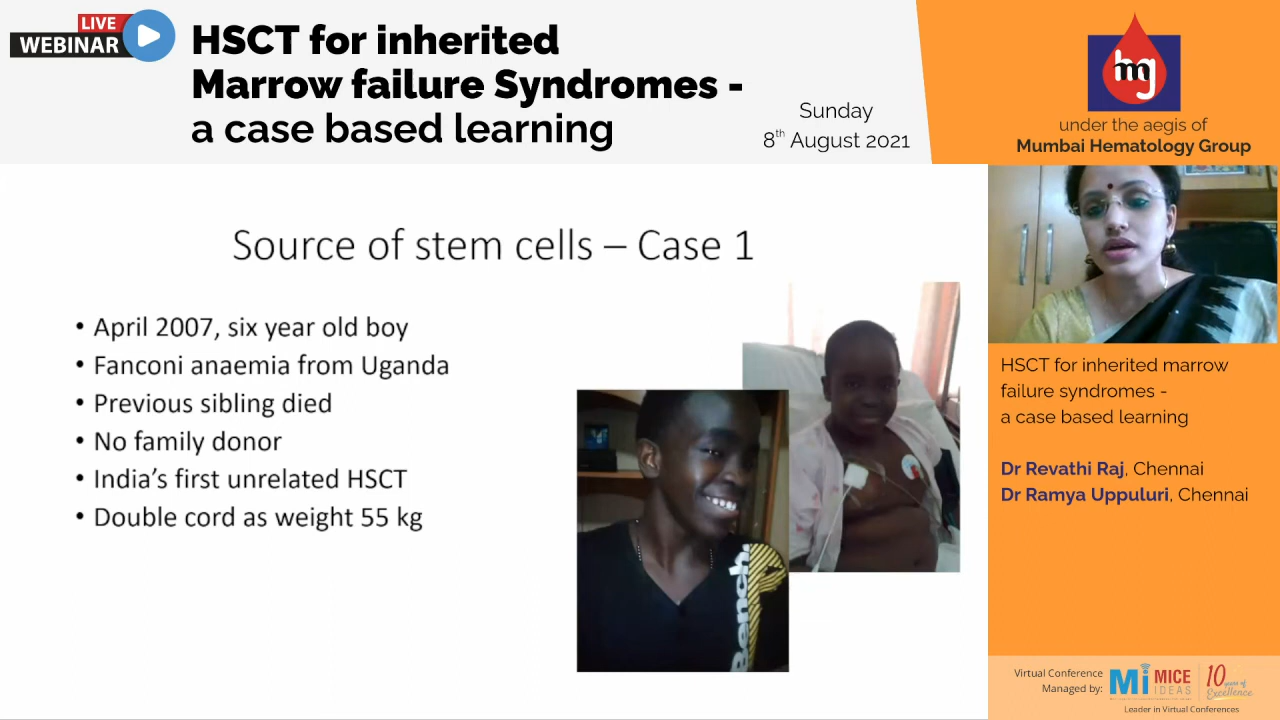 LIVE
WEBINAR
HSCT for inherited
Marrow failure Syndromes -
a case based learning
Sunday
8th August 2021
hmg
under the aegis of
Mumbai Hematology Group
Source of stem cells – Case 1
• April 2007, six year old boy
• Fanconi anaemia from Uganda
• Previous sibling died
• No family donor
• India's first unrelated HSCT
• Double cord as weight 55 kg
Bench.
HSCT for inherited marrow
failure syndromes -
a case based learning
Dr Revathi Raj, Chennai
Dr Ramya Uppuluri, Chennai
Virtual Conference
Managed by:
Mi MICE
IDEAS
10 years of
Excellence
Leader in Virtual Conferences